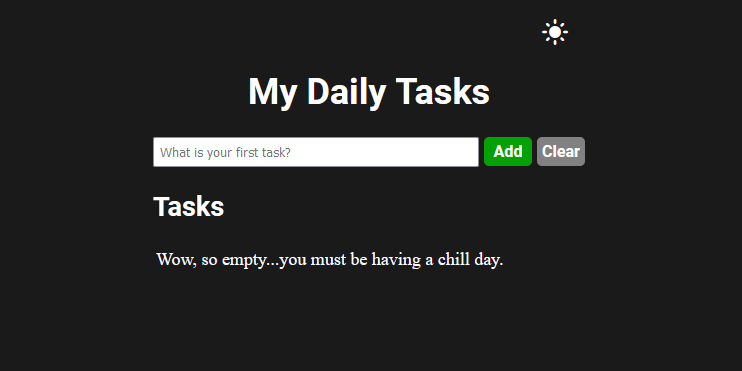 My Daily Tasks
What is your first task?
Add
Clear
Tasks
Wow, so empty...you must be having a chill day.